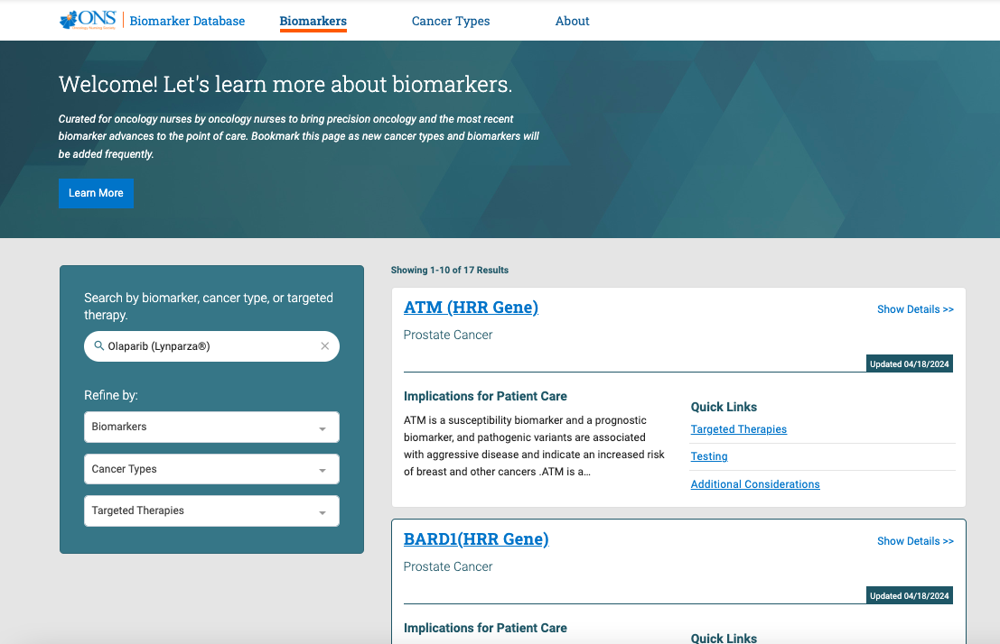 ONS
Oncology Nursing Society
Biomarker Database
Biomarkers
Cancer Types
About
Welcome! Let's learn more about biomarkers.
Curated for oncology nurses by oncology nurses to bring precision oncology and the most recent
biomarker advances to the point of care. Bookmark this page as new cancer types and biomarkers will
be added frequently.
Learn More
Search by biomarker, cancer type, or targeted
therapy.
Olaparib (Lynparza®)
Refine by:
Biomarkers
Cancer Types
Targeted Therapies
Showing 1-10 of 17 Results
ATM (HRR Gene)
Show Details >>
Prostate Cancer
Updated 04/18/2024
Implications for Patient Care
ATM is a susceptibility biomarker and a prognostic
biomarker, and pathogenic variants are associated
with aggressive disease and indicate an increased risk
of breast and other cancers .ATM is a...
Quick Links
Targeted Therapies
Testing
Additional Considerations
BARD1(HRR Gene)
Show Details >>
Prostate Cancer
Updated 04/18/2024
Implications for Patient Care
Quick Links